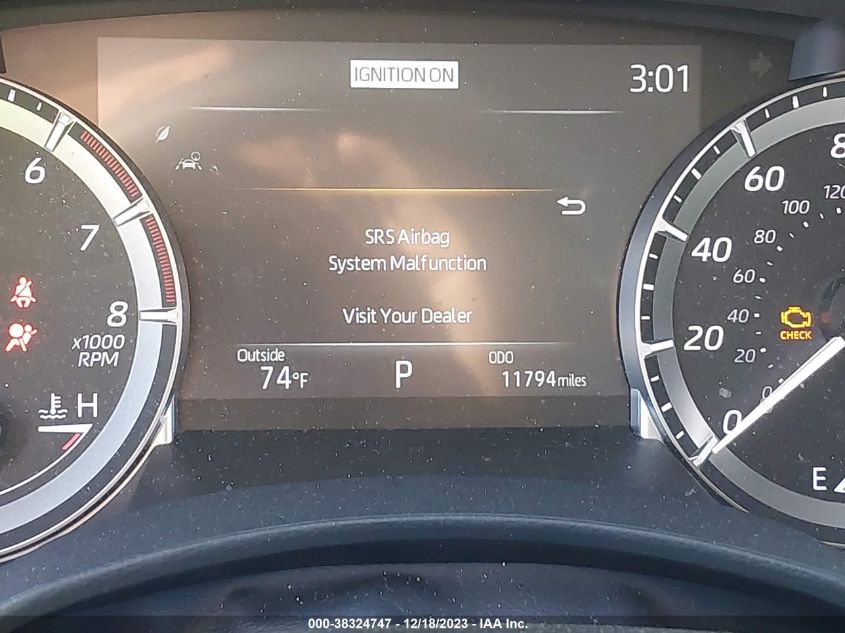 IGNITION ON
3:01
SRS Airbag
System Malfunction
Visit Your Dealer
Outside
74°F
P
ODO
11794 miles
6
7
8
x1000
RPM
H
8
60
40
20
0
120
100
80
60
40
20
0
CHECK
E
000-38324747 - 12/18/2023 - IAA Inc.